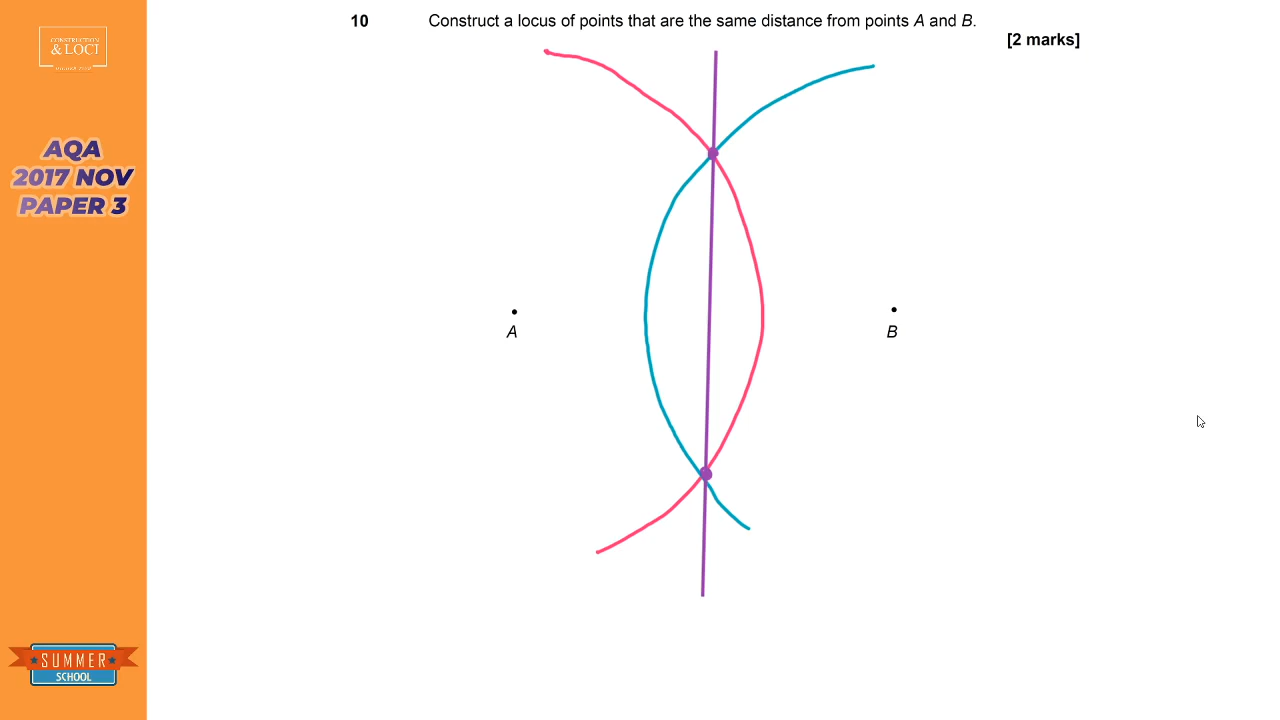 CONSTRUCTION
& LOCI
AQA
2017 NOV
PAPER 3
10 Construct a locus of points that are the same distance from points A and B.
[2 marks]
A
B
SUMMER
SCHOOL